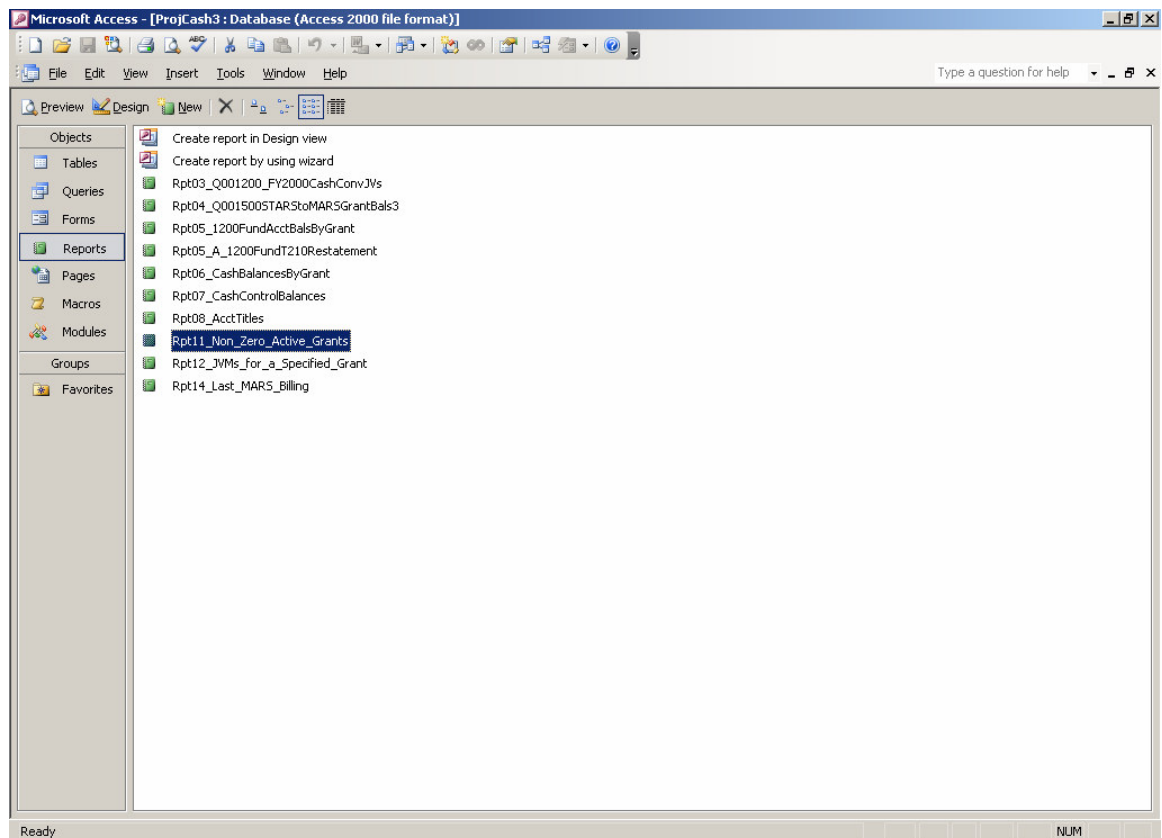 Microsoft Access - [ProjCash3 : Database (Access 2000 file format)]
File Edit View Insert Tools Window Help Type a question for help
Preview Design New
Objects
Tables
Queries
Forms
Reports
Pages
Macros
Modules
Groups
Favorites
Create report in Design view
Create report by using wizard
Rpt03_Q001200_FY2000CashConvJVs
Rpt04_Q001500STARStoMARSGrantBals3
Rpt05_1200FundAcctBalsByGrant
Rpt05_A_1200FundT210Restatement
Rpt06_CashBalancesByGrant
Rpt07_CashControlBalances
Rpt08_AcctTitles
Rpt11_Non_Zero_Active_Grants
Rpt12_JVMs_for_a_Specified_Grant
Rpt14_Last_MARS_Billing
Ready NUM